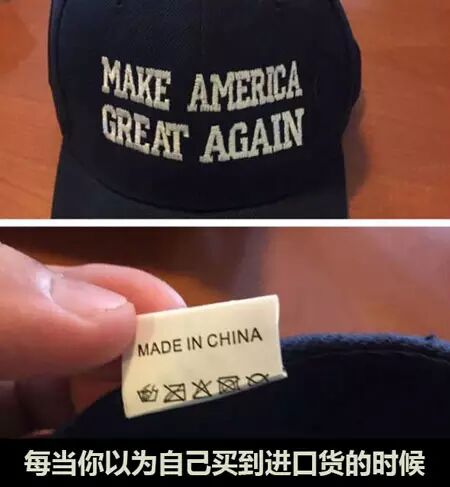 MAKE AMERICA
GREAT AGAIN
MADE IN CHINA
每当你以为自己买到进口货的时候